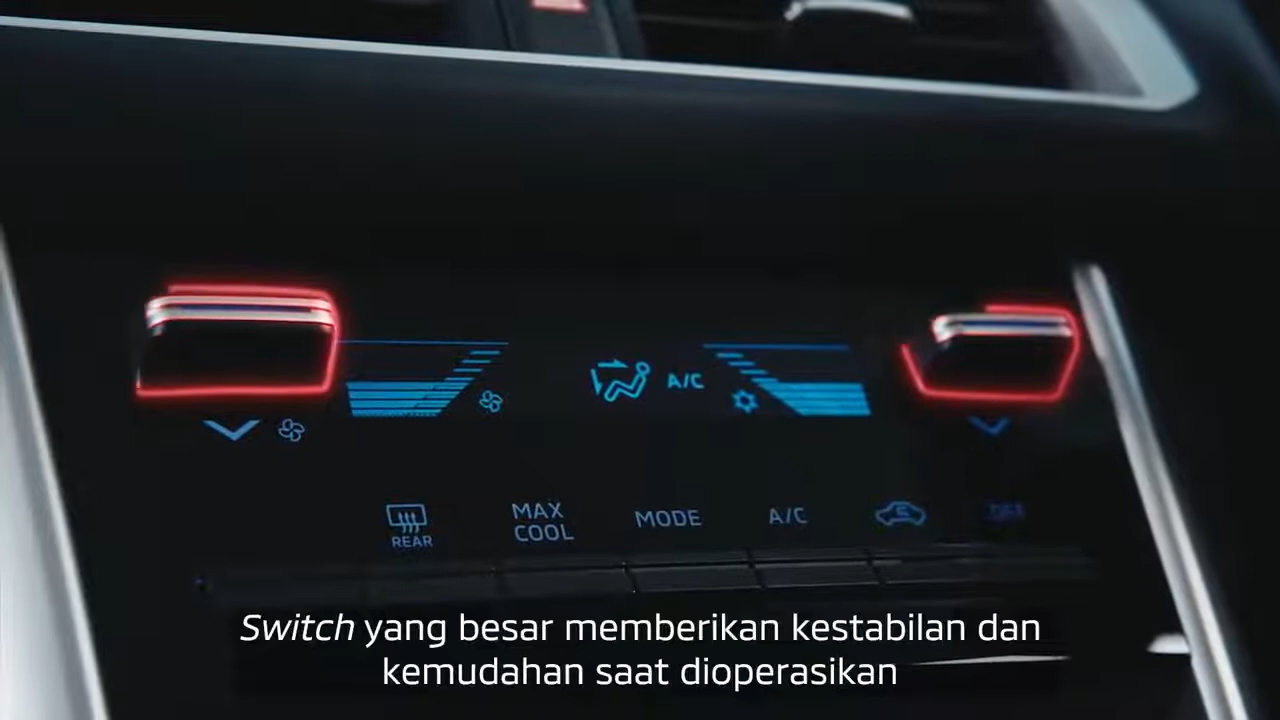 A/C
REAR
MAX
COOL
MODE
A/C
Switch yang besar memberikan kestabilan dan
kemudahan saat dioperasikan